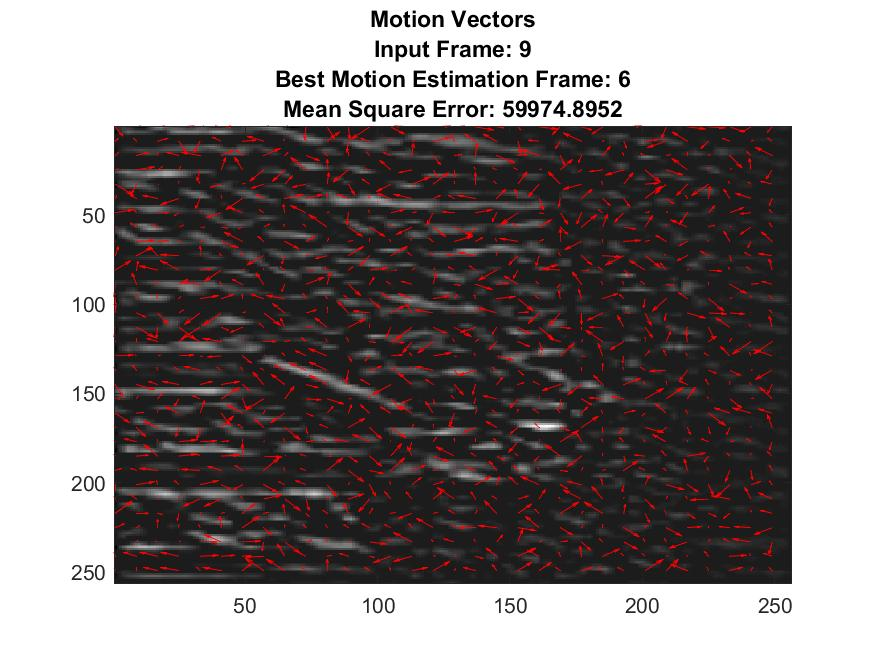 Motion Vectors
Input Frame: 9
Best Motion Estimation Frame: 6
Mean Square Error: 59974.8952
50
100
150
200
250
50
100
150
200
250